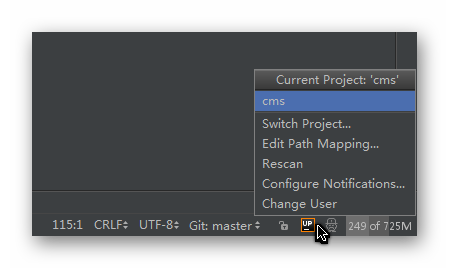 Current Project: 'cms'
cms
Switch Project...
Edit Path Mapping...
Rescan
Configure Notifications...
Change User
115:1 CRLF UTF-8 Git: master UP 249 of 725M